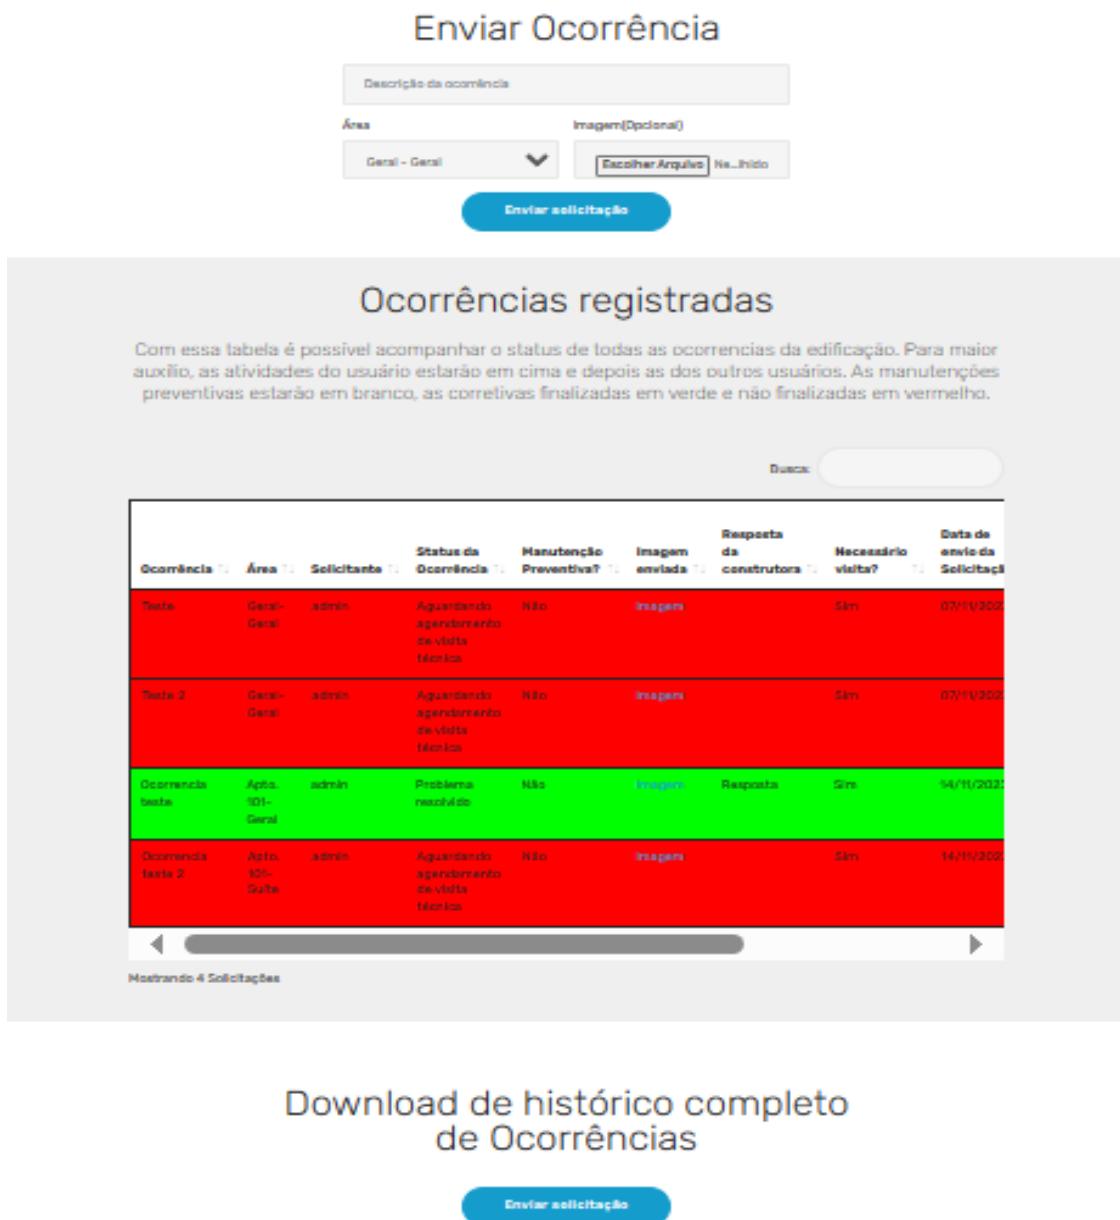 Enviar Ocorrência
Descrição da ocorrência
Área
Imagem(Opcional)
Geral - Geral
Escolher Arquivo Ne...lhido
Enviar solicitação
Ocorrências registradas
Com essa tabela é possível acompanhar o status de todas as ocorrencias da edificação. Para maior
auxílio, as atividades do usuário estarão em cima e depois as dos outros usuários. As manutenções
preventivas estarão em branco, as corretivas finalizadas em verde e não finalizadas em vermelho.
Busca:
Ocorrência Área Solicitante Status da Ocorrência Manutenção Preventiva? Imagem enviada Resposta da construtora Necessário visita? Data de envio da Solicitaçã
Teste Geral- Geral admin Aguardando agendamento de visita técnica Não Imagem Sim 07/11/202
Teste 2 Geral- Geral admin Aguardando agendamento de visita técnica Não Imagem Sim 07/11/202
Ocorrencia teste Apto. 101- Geral admin Problema resolvido Não Imagem Resposta Sim 14/11/202
Ocorrencia teste 2 Apto. 101- Suíte admin Aguardando agendamento de visita técnica Não Imagem Sim 14/11/202
Mostrando 4 Solicitações
Download de histórico completo
de Ocorrências
Enviar solicitação